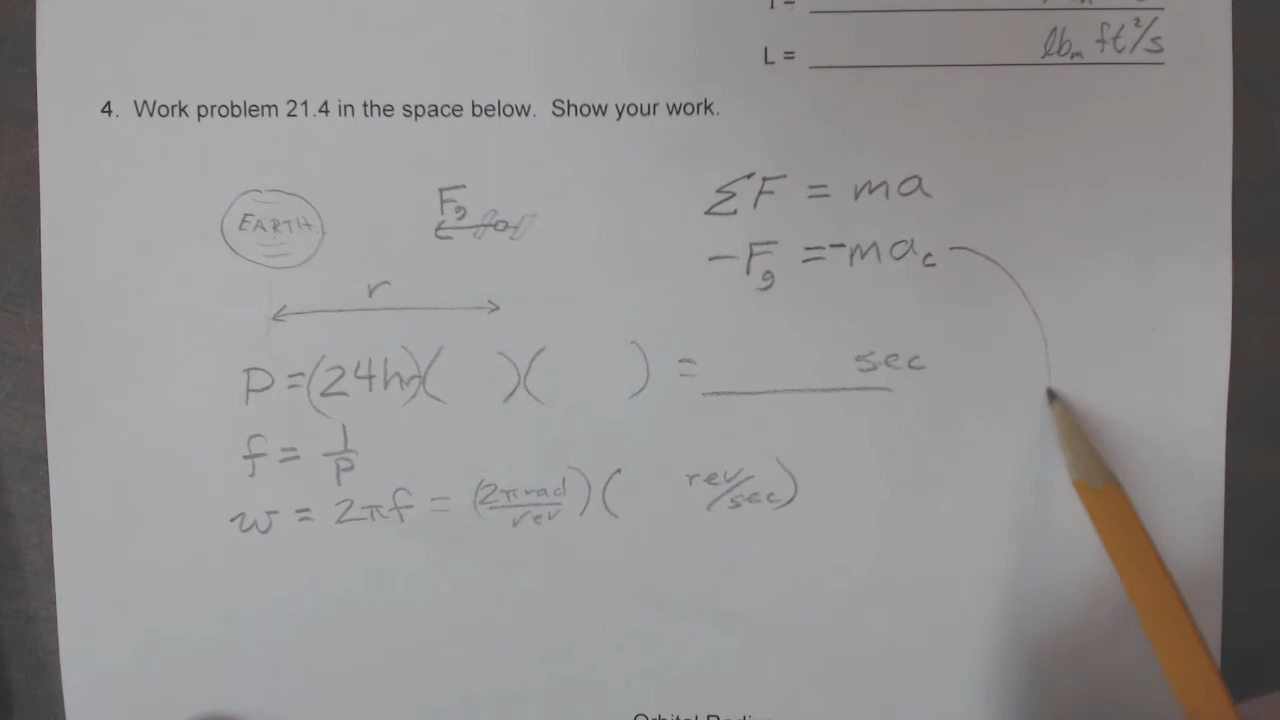 L = lbm ft²/s
4. Work problem 21.4 in the space below. Show your work.
EARTH
Fg
ΣF = ma
-Fg = -mac
r
P = (24hr)( )( ) = sec
f = 1/P
w = 2πf = (2π rad/rev)( rev/sec)